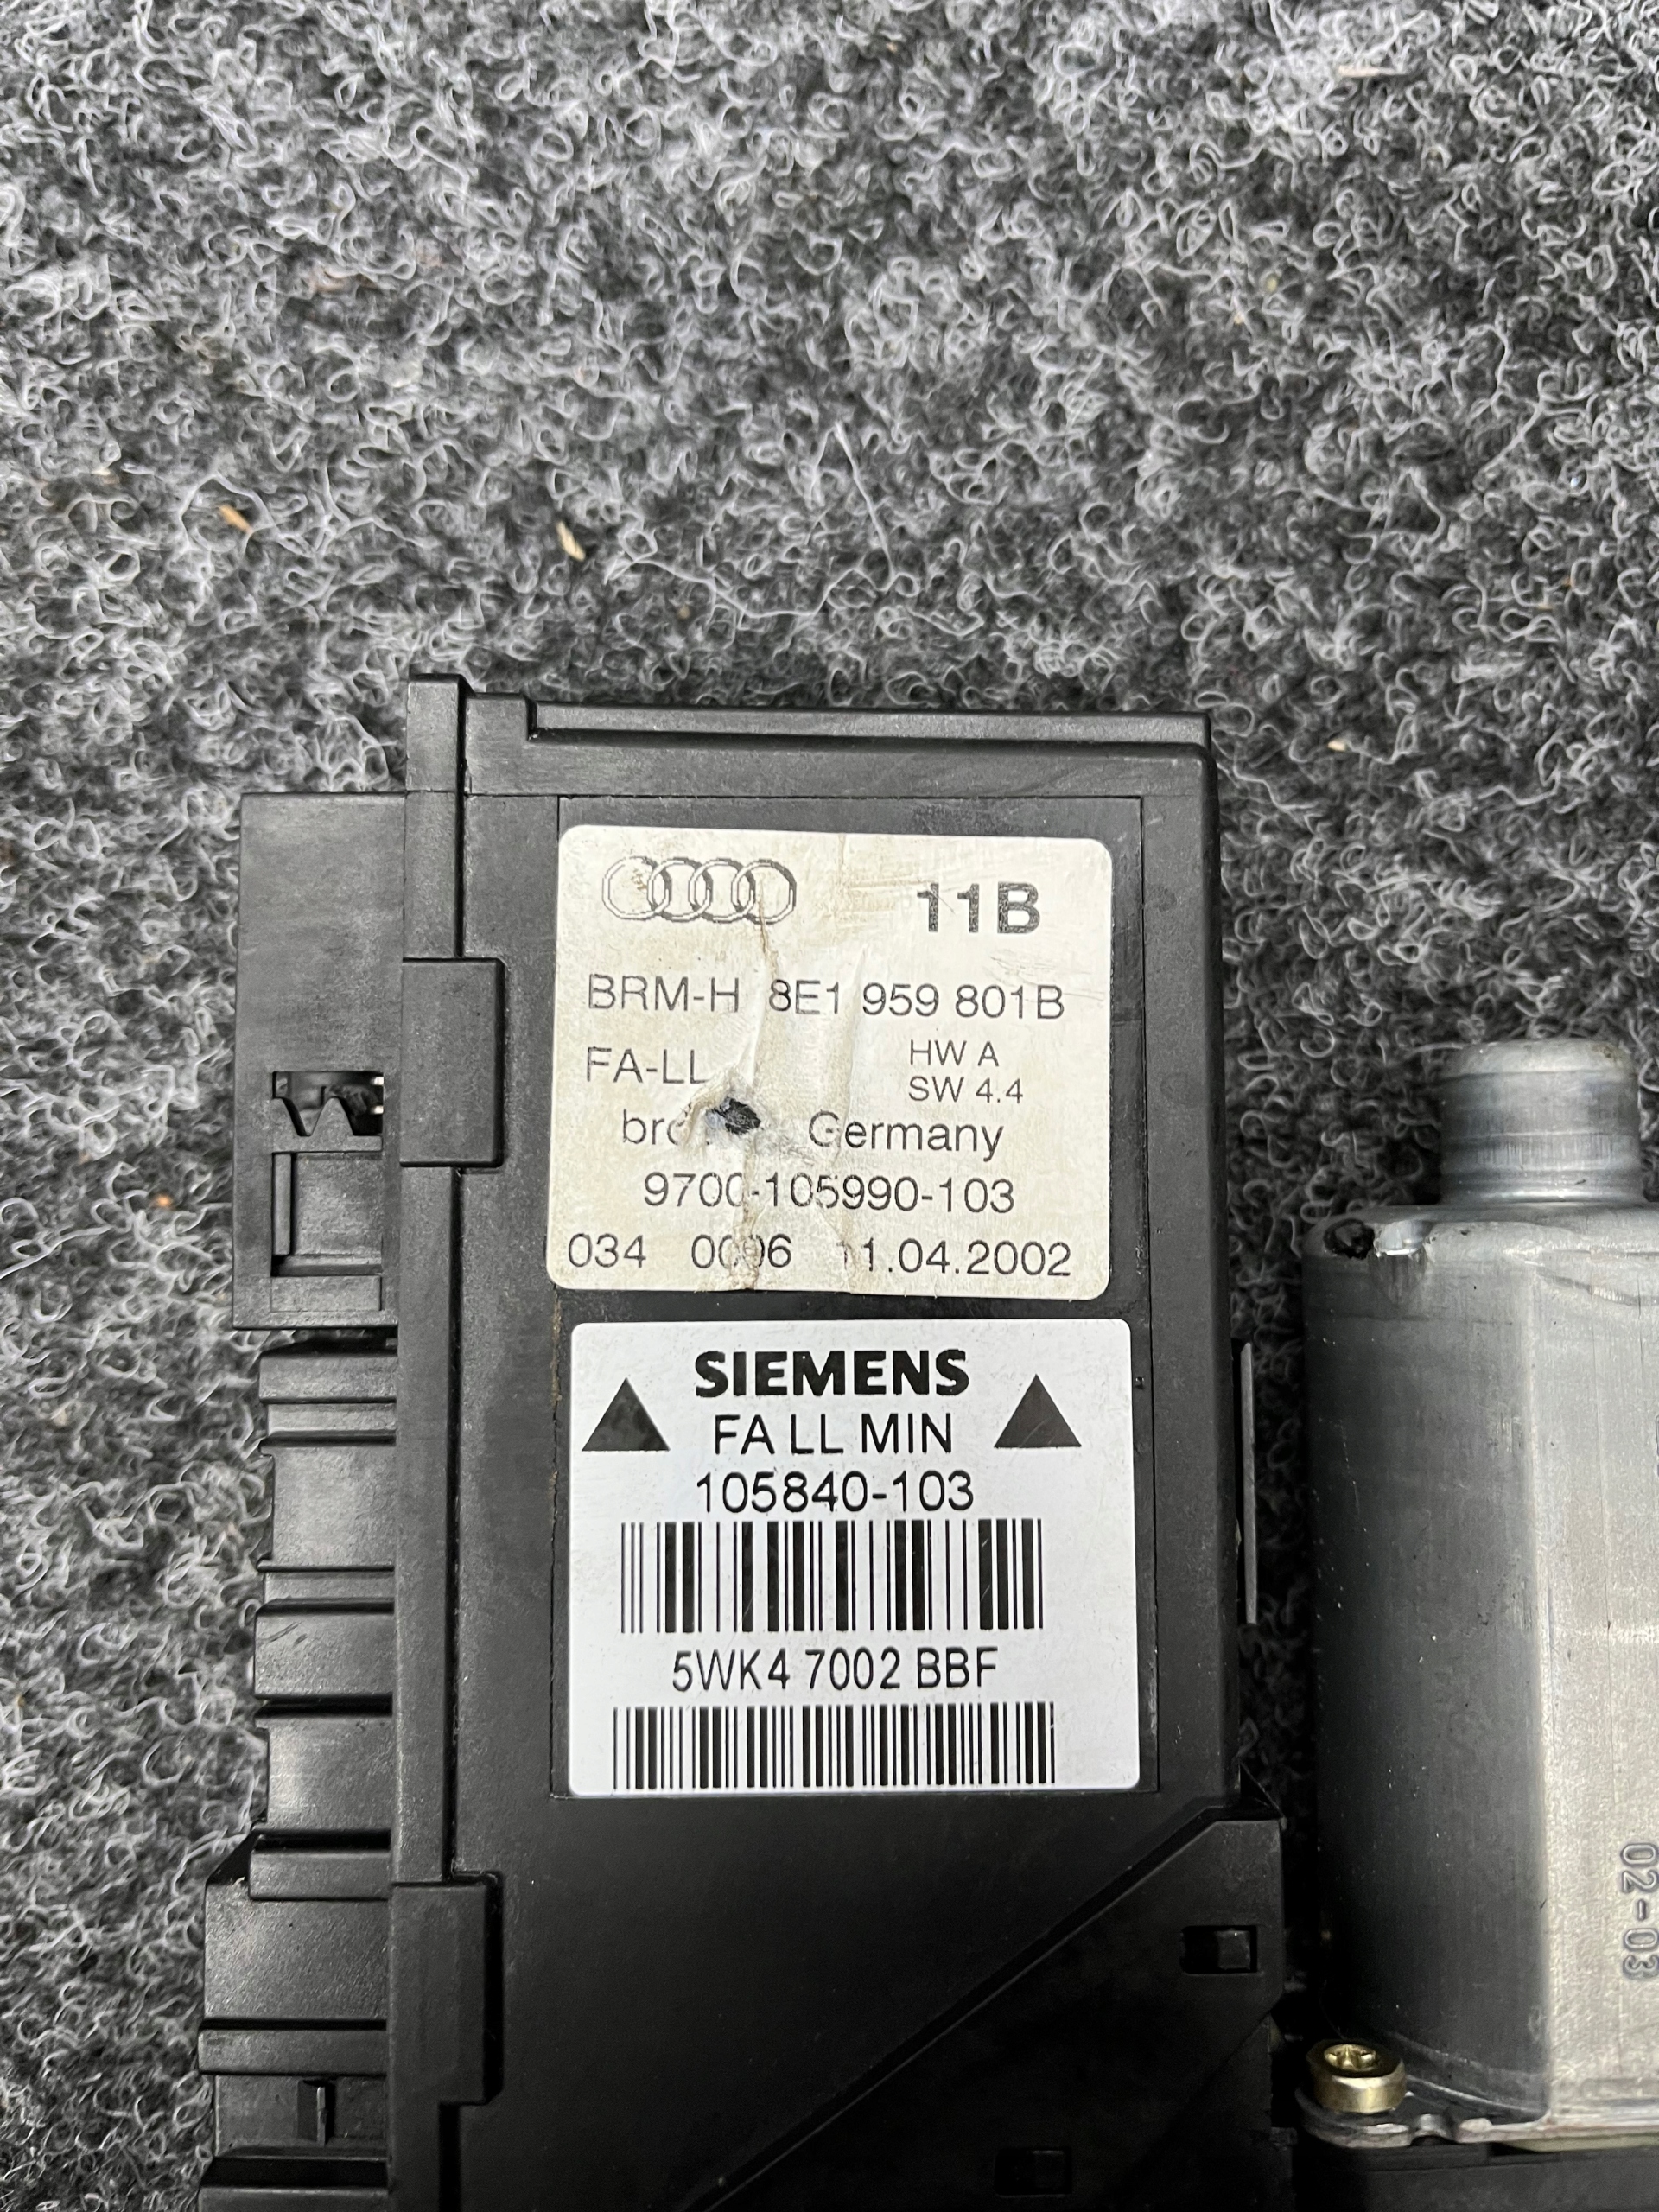 11B
BRM-H 8E1 959 801B
FA-LL HW A
SW 4.4
Germany
9700-105990-103
034 11.04.2002
SIEMENS
FA LL MIN
105840-103
5WK4 7002 BBF
02-03